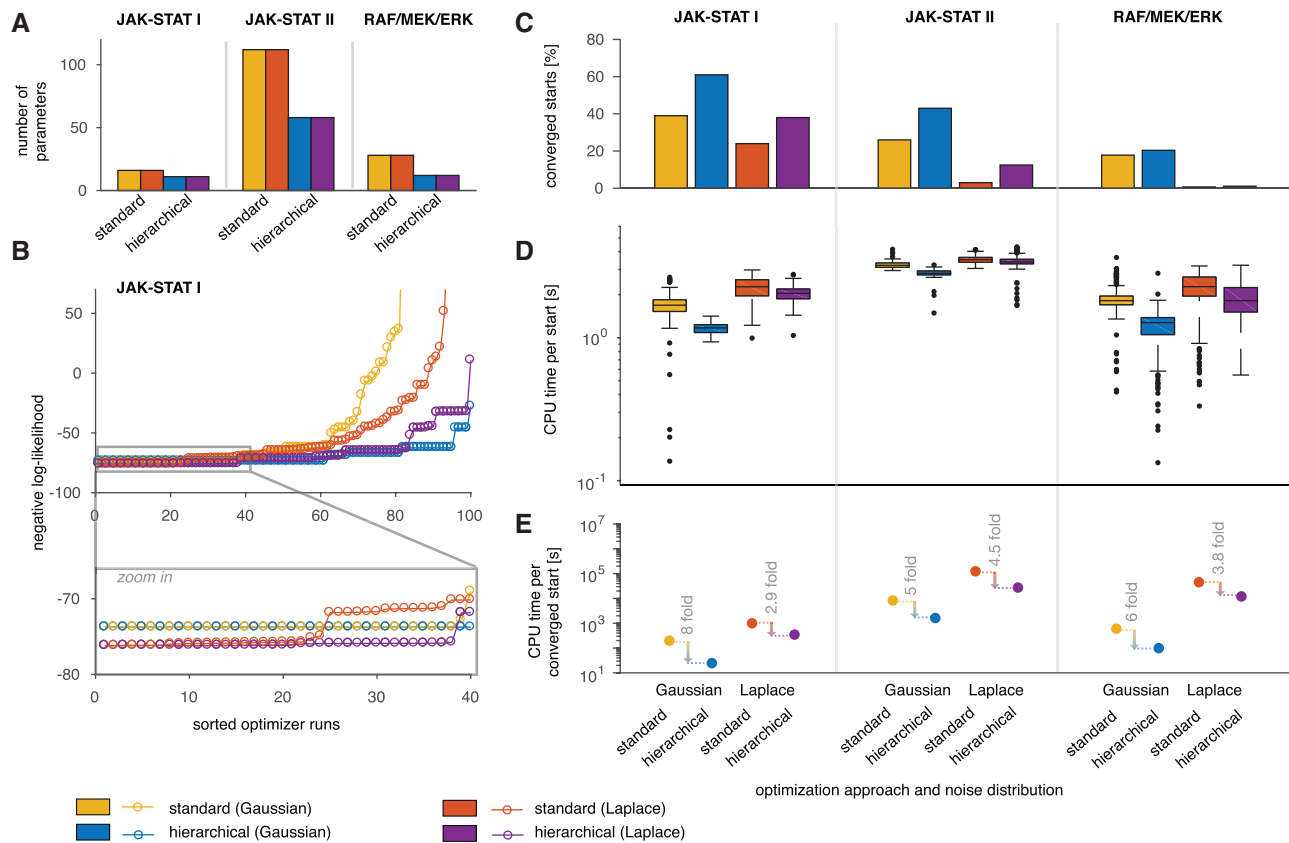 A
JAK-STAT I
JAK-STAT II
RAF/MEK/ERK
number of
parameters
100
50
0
standard
hierarchical
standard
hierarchical
standard
hierarchical
B
JAK-STAT I
negative log-likelihood
50
0
-50
-100
0
20
40
60
80
100
zoom in
-70
-80
0
10
20
30
40
sorted optimizer runs
C
JAK-STAT I
JAK-STAT II
RAF/MEK/ERK
converged starts [%]
80
60
40
20
0
D
CPU time per start [s]
10^0
10^-1
E
CPU time per
converged start [s]
10^7
10^5
10^3
10^1
8 fold
2.9 fold
5 fold
4.5 fold
6 fold
3.8 fold
Gaussian
Laplace
Gaussian
Laplace
Gaussian
Laplace
standard
hierarchical
standard
hierarchical
standard
hierarchical
standard
hierarchical
standard
hierarchical
standard
hierarchical
optimization approach and noise distribution
standard (Gaussian)
hierarchical (Gaussian)
standard (Laplace)
hierarchical (Laplace)